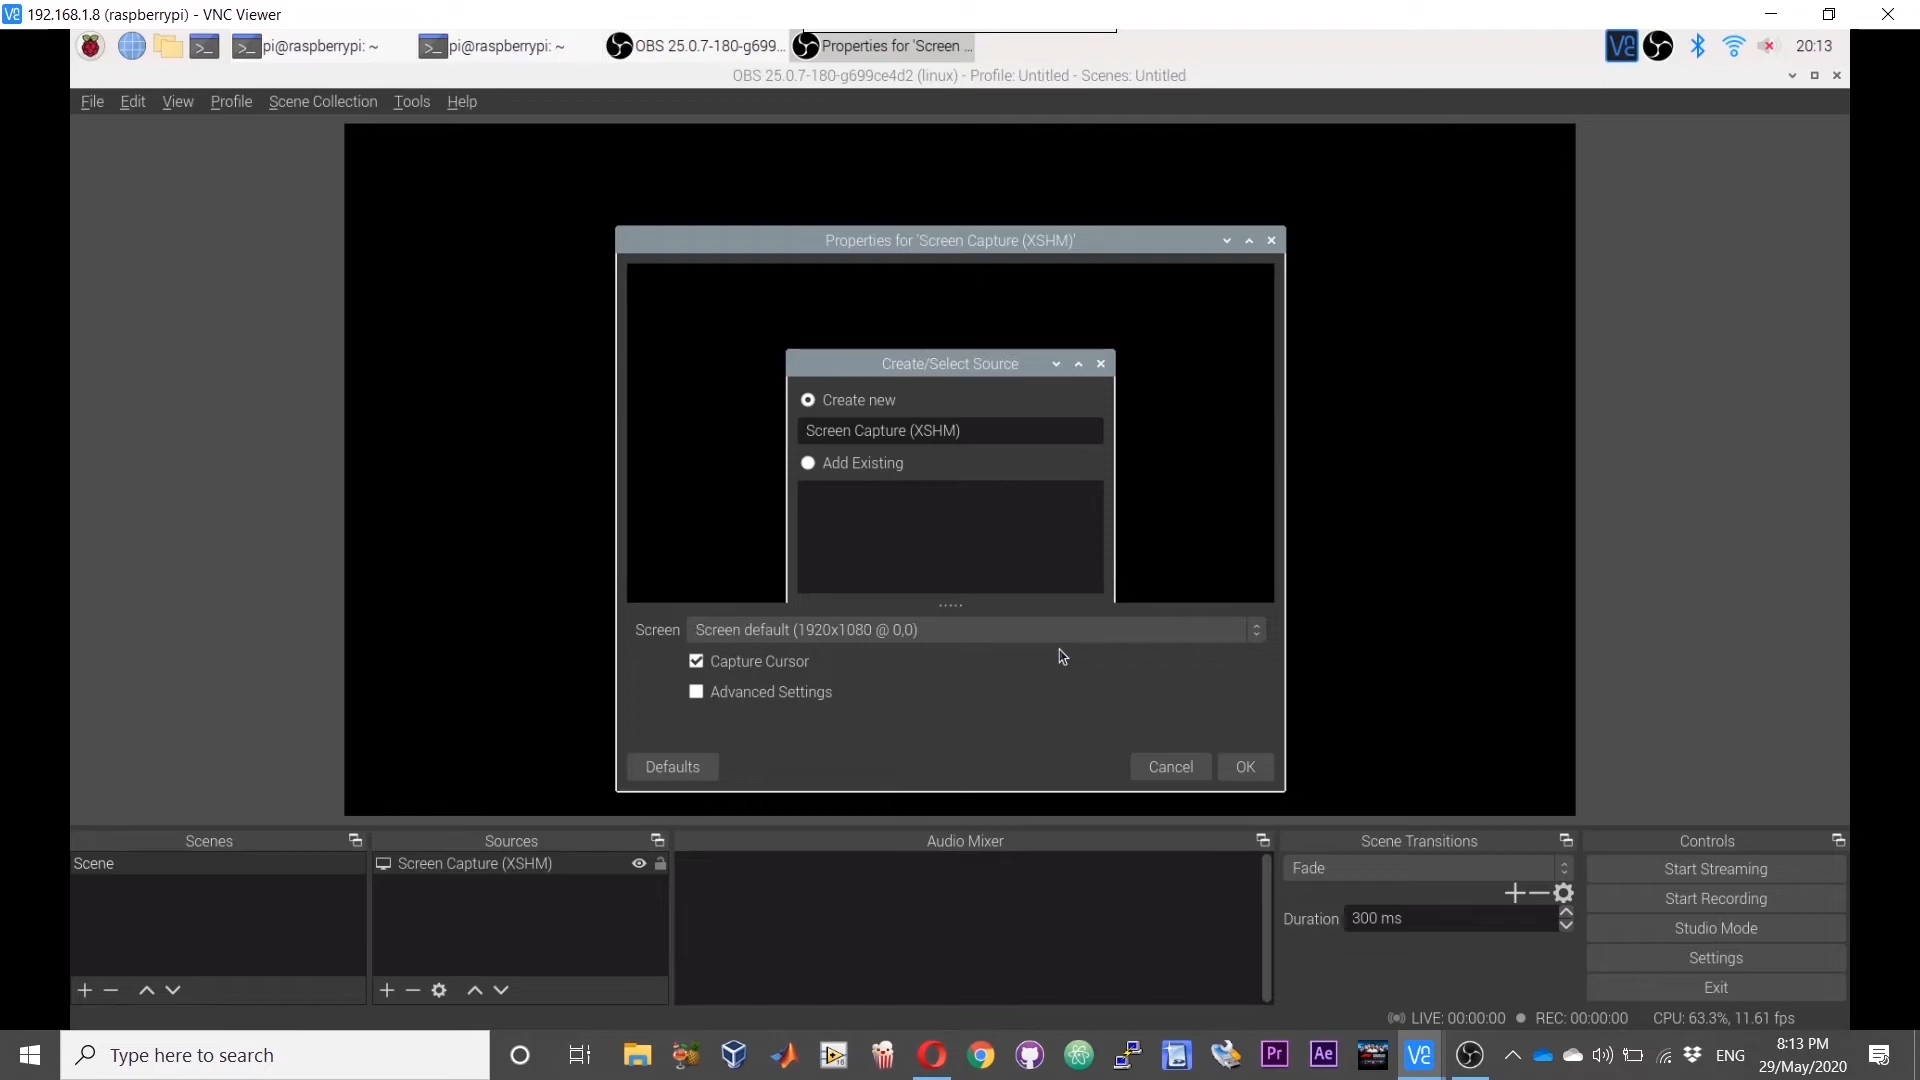 192.168.1.8 (raspberrypi) - VNC Viewer
pi@raspberrypi: ~
pi@raspberrypi: ~
OBS 25.0.7-180-g699...
Properties for 'Screen ...
20:13
OBS 25.0.7-180-g699ce4d2 (linux) - Profile: Untitled - Scenes: Untitled
File Edit View Profile Scene Collection Tools Help
Properties for 'Screen Capture (XSHM)'
Create/Select Source
Create new
Screen Capture (XSHM)
Add Existing
Screen
Screen default (1920x1080 @ 0,0)
Capture Cursor
Advanced Settings
Defaults
Cancel
OK
Scenes
Scene
Sources
Screen Capture (XSHM)
Audio Mixer
Scene Transitions
Fade
Duration
300 ms
Controls
Start Streaming
Start Recording
Studio Mode
Settings
Exit
LIVE: 00:00:00
REC: 00:00:00
CPU: 63.3%, 11.61 fps
Type here to search
Pr
Ae
ENG
8:13 PM
29/May/2020